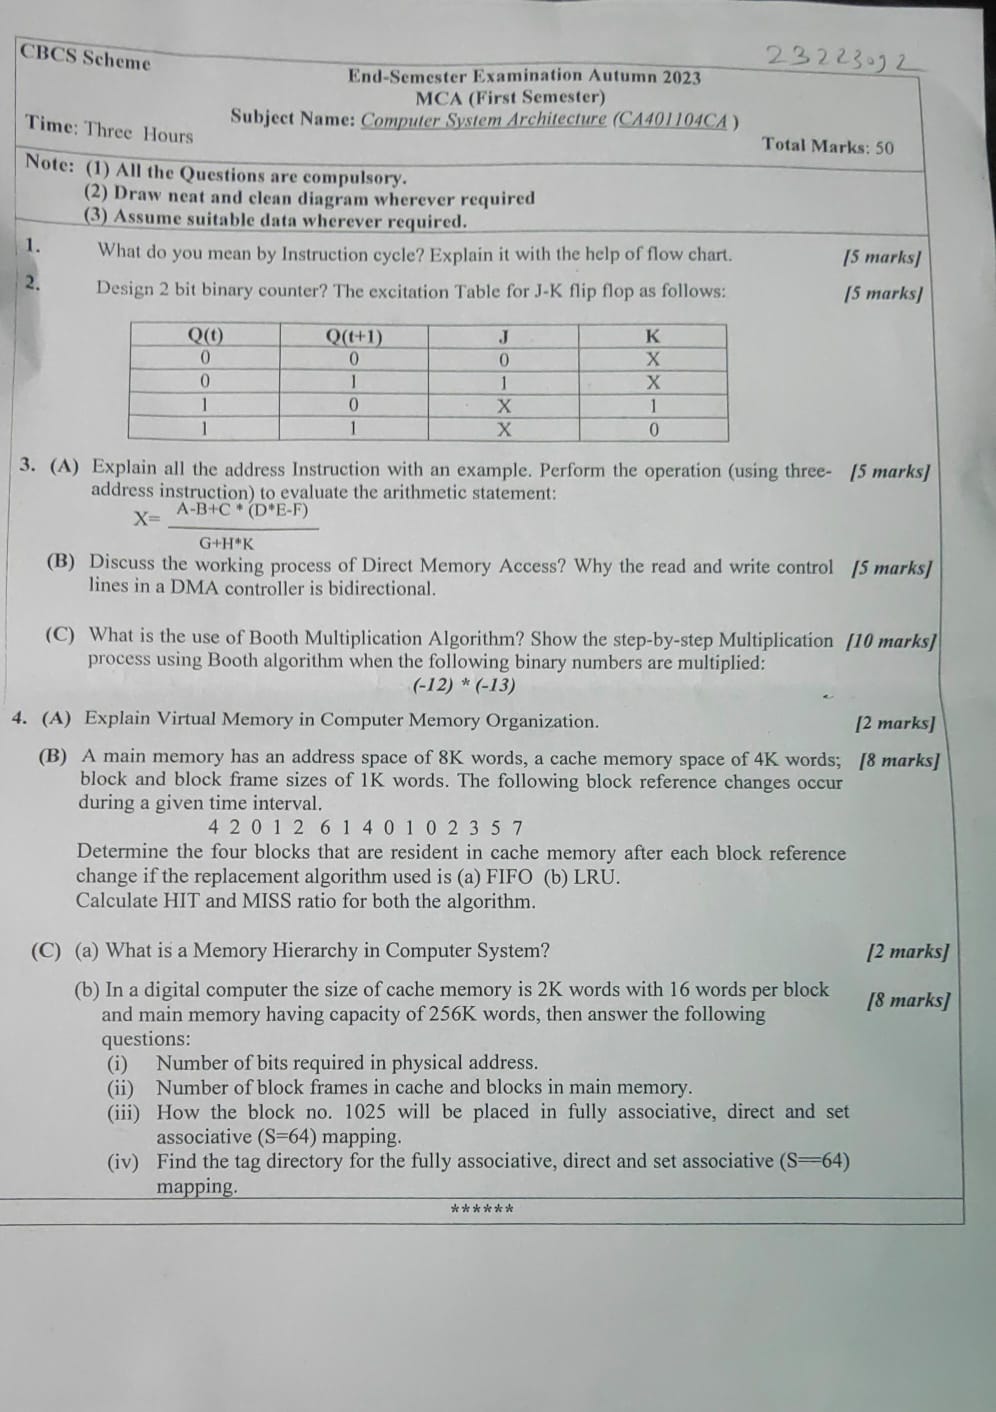 CBCS Scheme
23223092
End-Semester Examination Autumn 2023
MCA (First Semester)
Subject Name: Computer System Architecture (CA401104CA )
Time: Three Hours
Total Marks: 50
Note: (1) All the Questions are compulsory.
(2) Draw neat and clean diagram wherever required
(3) Assume suitable data wherever required.
1. What do you mean by Instruction cycle? Explain it with the help of flow chart. [5 marks]
2. Design 2 bit binary counter? The excitation Table for J-K flip flop as follows: [5 marks]
Q(t) Q(t+1) J K
0 0 0 X
0 1 1 X
1 0 X 1
1 1 X 0
3. (A) Explain all the address Instruction with an example. Perform the operation (using three- [5 marks]
address instruction) to evaluate the arithmetic statement:
X= A-B+C * (D*E-F)
G+H*K
(B) Discuss the working process of Direct Memory Access? Why the read and write control [5 marks]
lines in a DMA controller is bidirectional.
(C) What is the use of Booth Multiplication Algorithm? Show the step-by-step Multiplication [10 marks]
process using Booth algorithm when the following binary numbers are multiplied:
(-12) * (-13)
4. (A) Explain Virtual Memory in Computer Memory Organization. [2 marks]
(B) A main memory has an address space of 8K words, a cache memory space of 4K words; [8 marks]
block and block frame sizes of 1K words. The following block reference changes occur
during a given time interval.
4 2 0 1 2 6 1 4 0 1 0 2 3 5 7
Determine the four blocks that are resident in cache memory after each block reference
change if the replacement algorithm used is (a) FIFO (b) LRU.
Calculate HIT and MISS ratio for both the algorithm.
(C) (a) What is a Memory Hierarchy in Computer System? [2 marks]
(b) In a digital computer the size of cache memory is 2K words with 16 words per block [8 marks]
and main memory having capacity of 256K words, then answer the following
questions:
(i) Number of bits required in physical address.
(ii) Number of block frames in cache and blocks in main memory.
(iii) How the block no. 1025 will be placed in fully associative, direct and set
associative (S=64) mapping.
(iv) Find the tag directory for the fully associative, direct and set associative (S==64)
mapping.
******